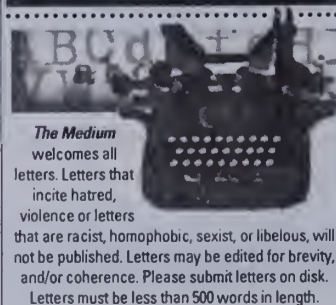 The Medium
welcomes all
letters. Letters that
incite hatred,
violence or letters
that are racist, homophobic, sexist, or libelous, will
not be published. Letters may be edited for brevity,
and/or coherence. Please submit letters on disk.
Letters must be less than 500 words in length.